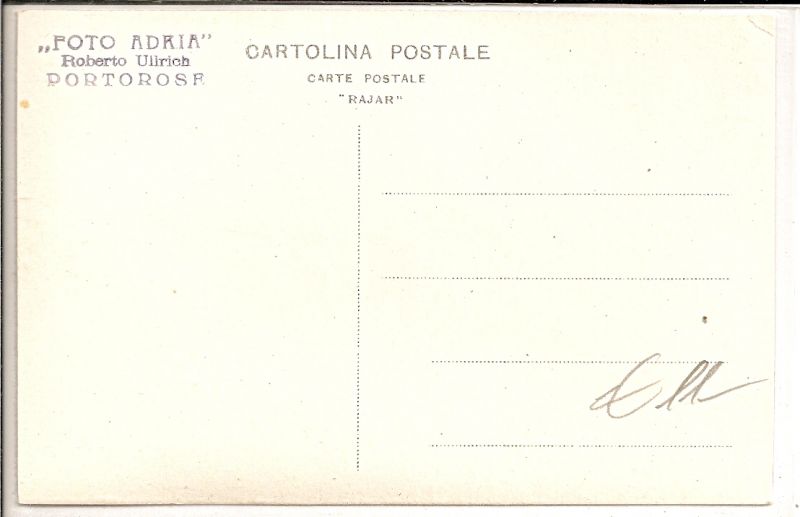 „FOTO ADRIA"
Roberto Ullrich
PORTOROSE
CARTOLINA POSTALE
CARTE POSTALE
"RAJAR"